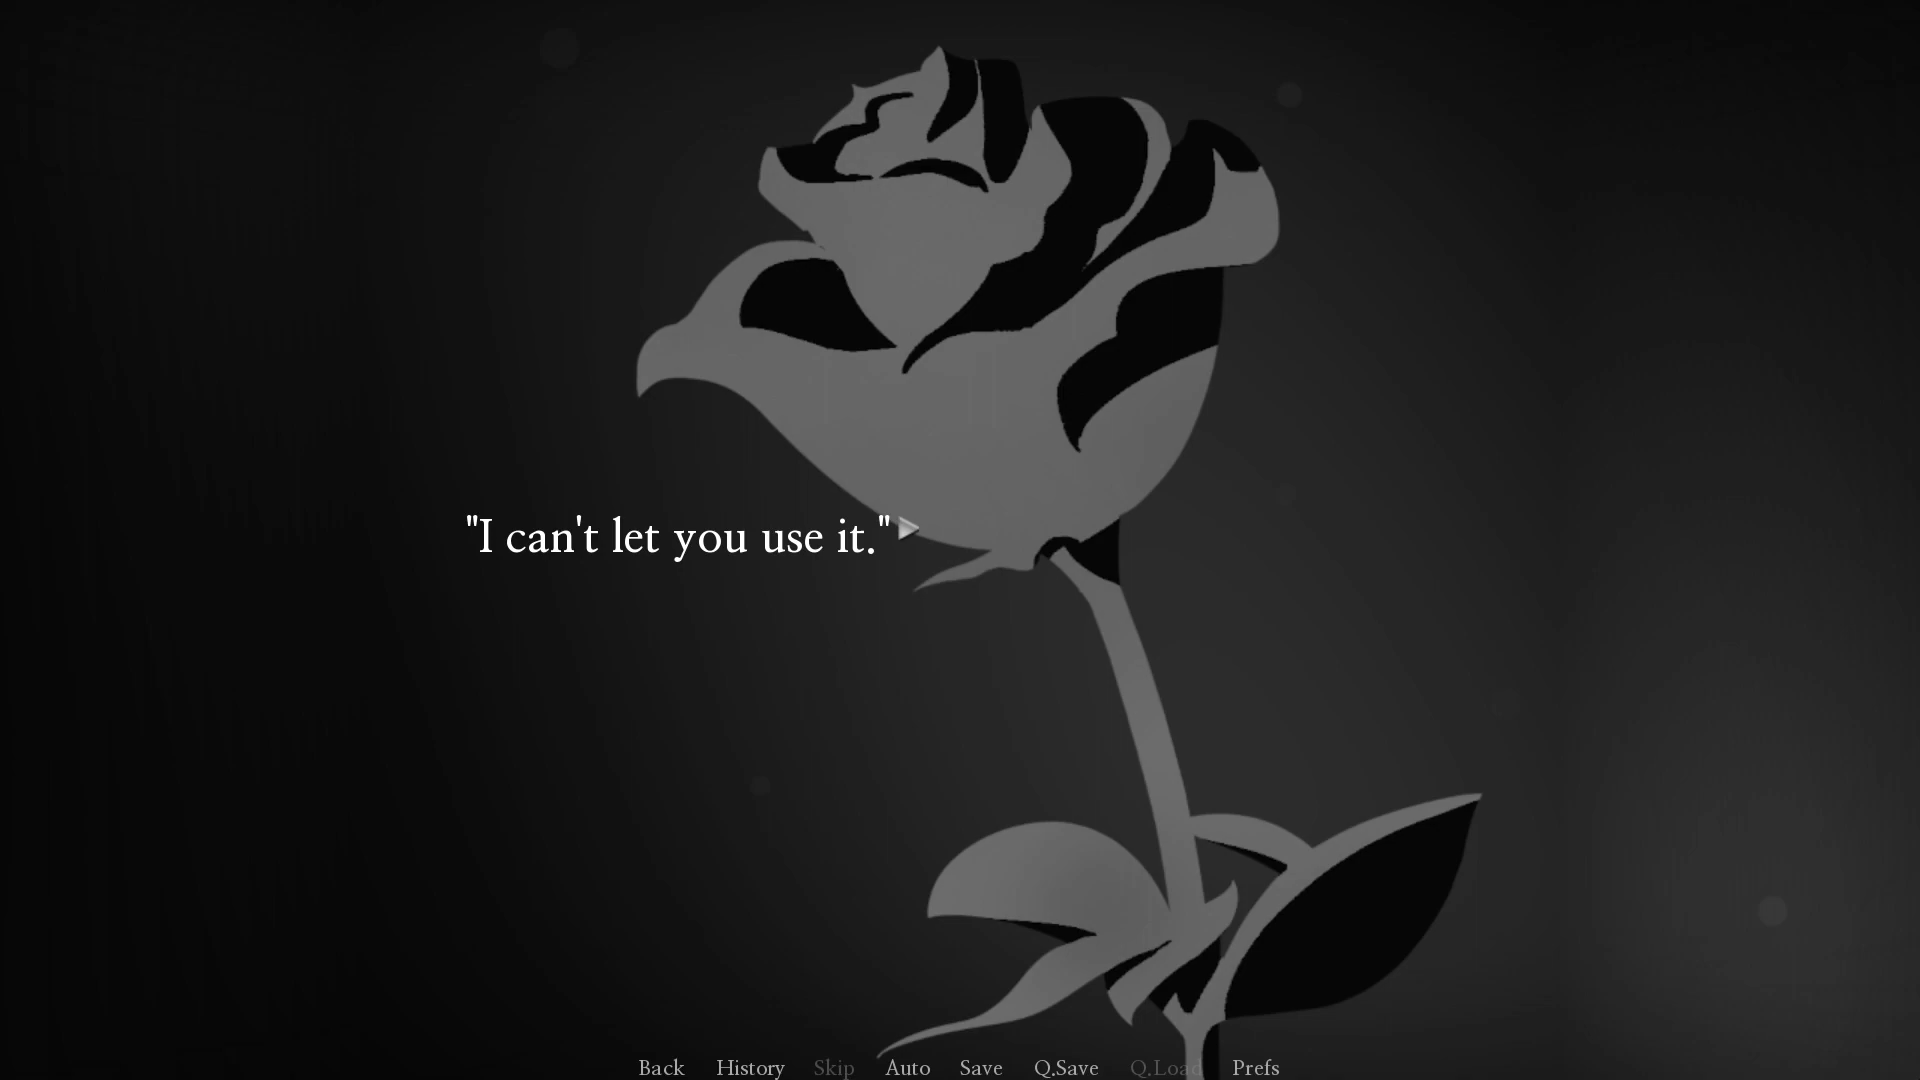 "I can't let you use it."
Back History Skip Auto Save Q.Save Q.Load Prefs